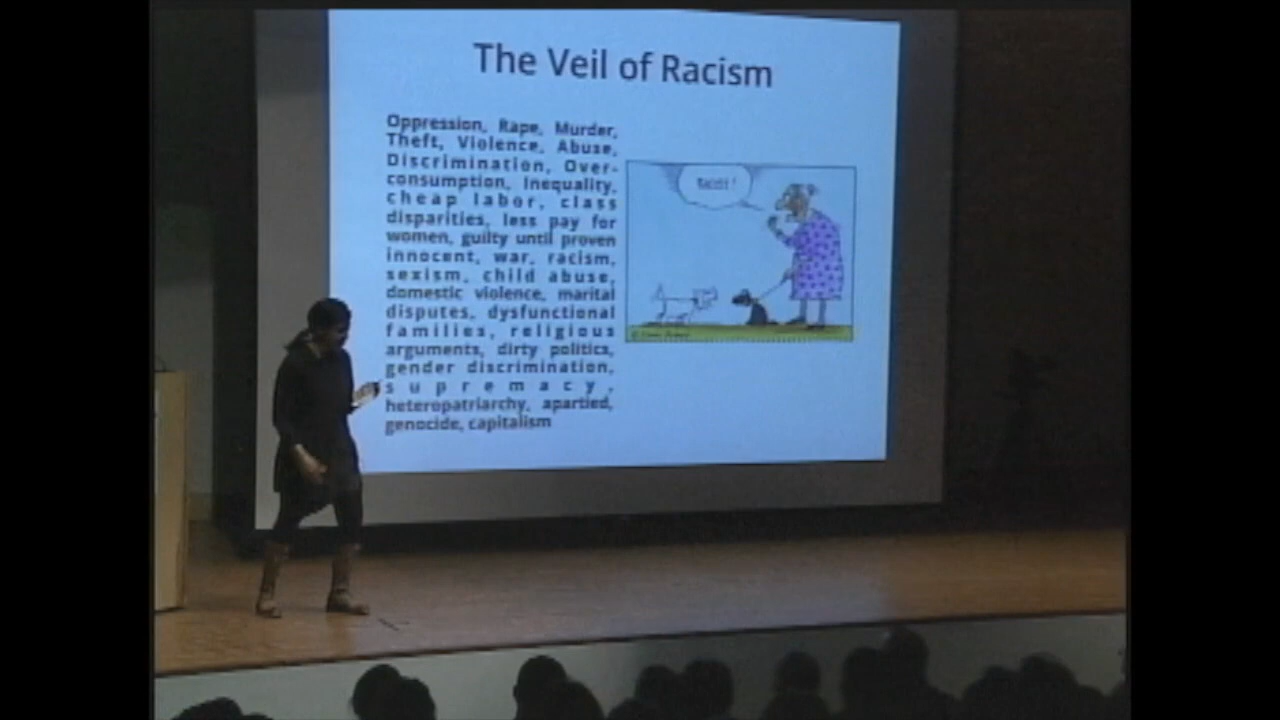 The Veil of Racism
Oppression, Rape, Murder,
Theft, Violence, Abuse,
Discrimination, Over-
consumption, Inequality,
cheap labor, class
disparities, less pay for
women, guilty until proven
innocent, war, racism,
sexism, child abuse,
domestic violence, marital
disputes, dysfunctional
families, religious
arguments, dirty politics,
gender discrimination,
supremacy,
heteropatriarchy, apartied,
genocide, capitalism
Racist!